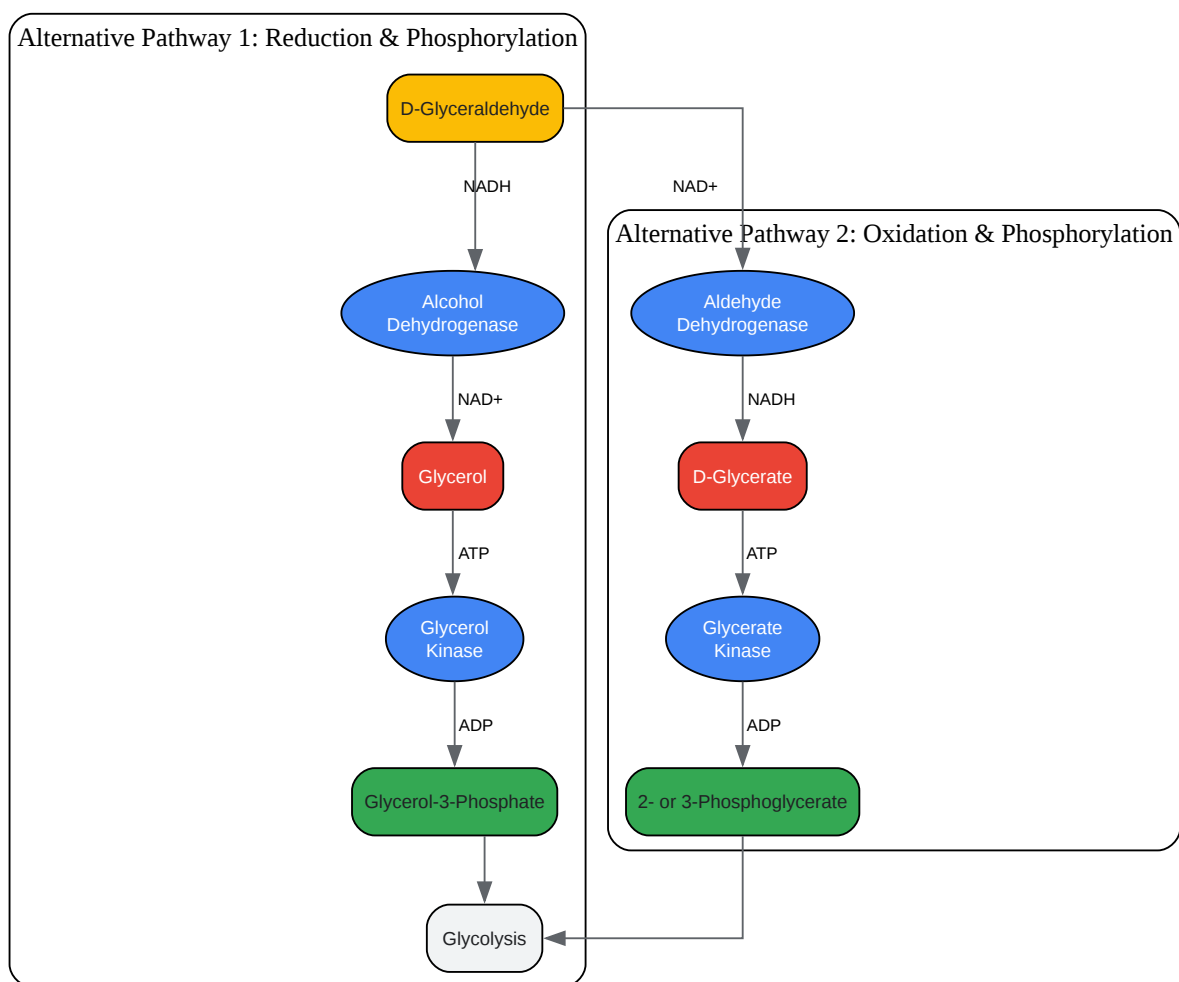 Alternative Pathway 1: Reduction & Phosphorylation
D-Glyceraldehyde
NADH
NAD+
Alternative Pathway 2: Oxidation & Phosphorylation
Alcohol
Dehydrogenase
Aldehyde
Dehydrogenase
NAD+
NADH
Glycerol
D-Glycerate
ATP
ATP
Glycerol
Kinase
Glycerate
Kinase
ADP
ADP
Glycerol-3-Phosphate
2- or 3-Phosphoglycerate
Glycolysis